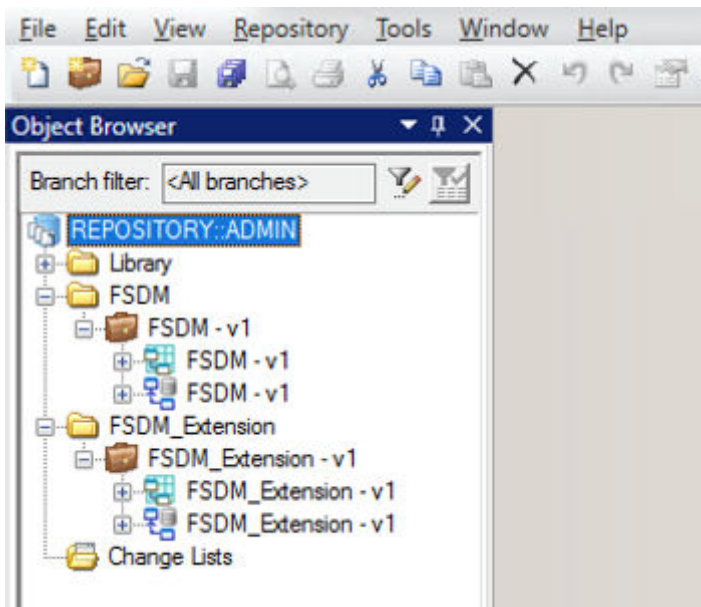 File Edit View Repository Tools Window Help
Object Browser
Branch filter: <All branches>
REPOSITORY::ADMIN
Library
FSDM
FSDM - v1
FSDM - v1
FSDM - v1
FSDM_Extension
FSDM_Extension - v1
FSDM_Extension - v1
FSDM_Extension - v1
Change Lists